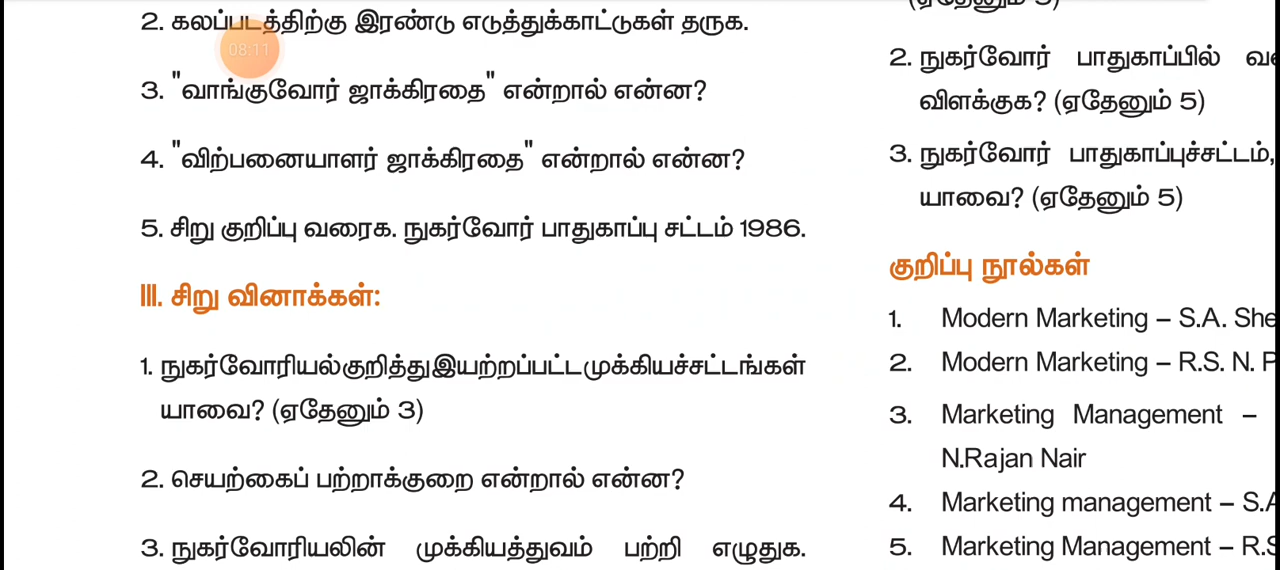 2. கலப்படத்திற்கு இரண்டு எடுத்துக்காட்டுகள் தருக.
08:11
3. "வாங்குவோர் ஜாக்கிரதை" என்றால் என்ன?
4. "விற்பனையாளர் ஜாக்கிரதை" என்றால் என்ன?
5. சிறு குறிப்பு வரைக. நுகர்வோர் பாதுகாப்பு சட்டம் 1986.
III. சிறு வினாக்கள்:
1. நுகர்வோரியல்குறித்துஇயற்றப்பட்டமுக்கியச்சட்டங்கள்
யாவை? (ஏதேனும் 3)
2. செயற்கைப் பற்றாக்குறை என்றால் என்ன?
3. நுகர்வோரியலின் முக்கியத்துவம் பற்றி எழுதுக.
(ஏதேனும் 5)
2. நுகர்வோர் பாதுகாப்பில்
விளக்குக? (ஏதேனும் 5)
3. நுகர்வோர் பாதுகாப்புச்சட்டம்,
யாவை? (ஏதேனும் 5)
குறிப்பு நூல்கள்
1. Modern Marketing – S.A.
2. Modern Marketing – R.S. N.
3. Marketing Management –
N.Rajan Nair
4. Marketing management –
5. Marketing Management –